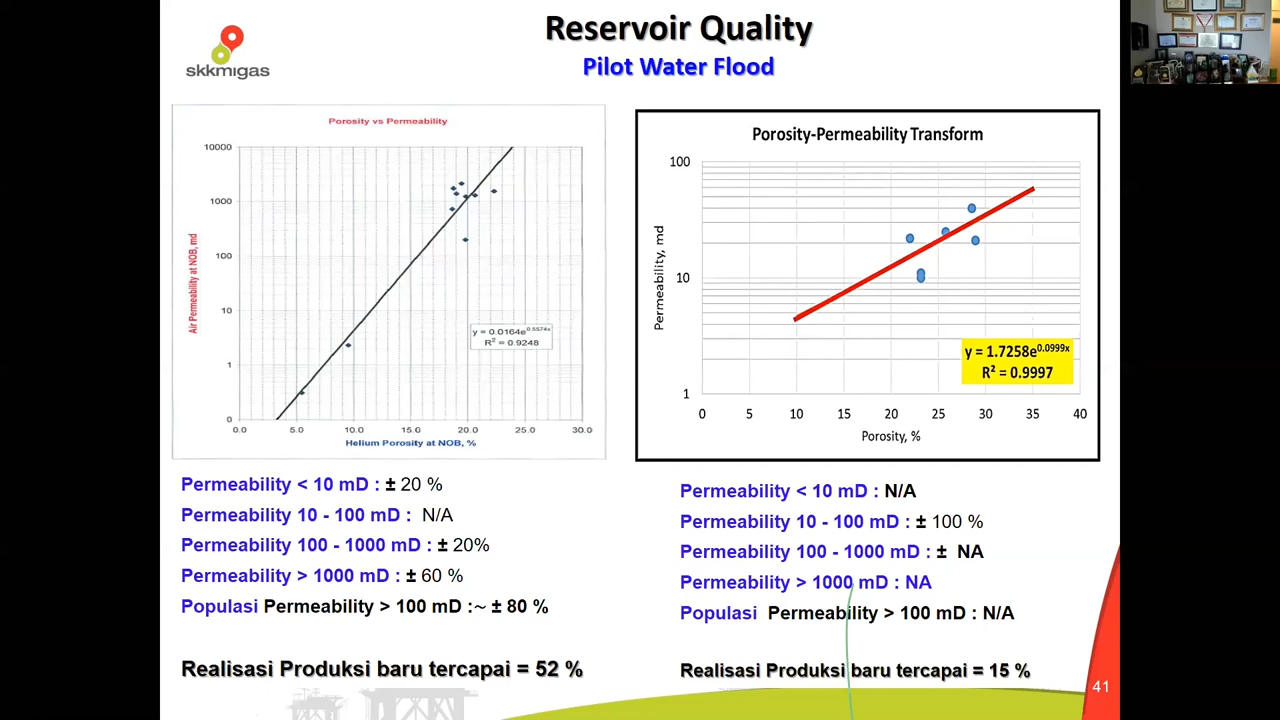 Reservoir Quality
Pilot Water Flood
skkmigas
Porosity vs Permeability
10000
1000
100
10
1
0
Air Permeability at NOB, md
0.0
5.0
10.0
15.0
20.0
25.0
30.0
Helium Porosity at NOB, %
y = 0.0164e^0.5574x
R² = 0.9248
Porosity-Permeability Transform
100
10
1
Permeability, md
0
5
10
15
20
25
30
35
40
Porosity, %
y = 1.7258e^0.0999x
R² = 0.9997
Permeability < 10 mD : ± 20 %
Permeability 10 - 100 mD : N/A
Permeability 100 - 1000 mD : ± 20%
Permeability > 1000 mD : ± 60 %
Populasi Permeability > 100 mD :~ ± 80 %
Realisasi Produksi baru tercapai = 52 %
Permeability < 10 mD : N/A
Permeability 10 - 100 mD : ± 100 %
Permeability 100 - 1000 mD : ± NA
Permeability > 1000 mD : NA
Populasi Permeability > 100 mD : N/A
Realisasi Produksi baru tercapai = 15 %
41